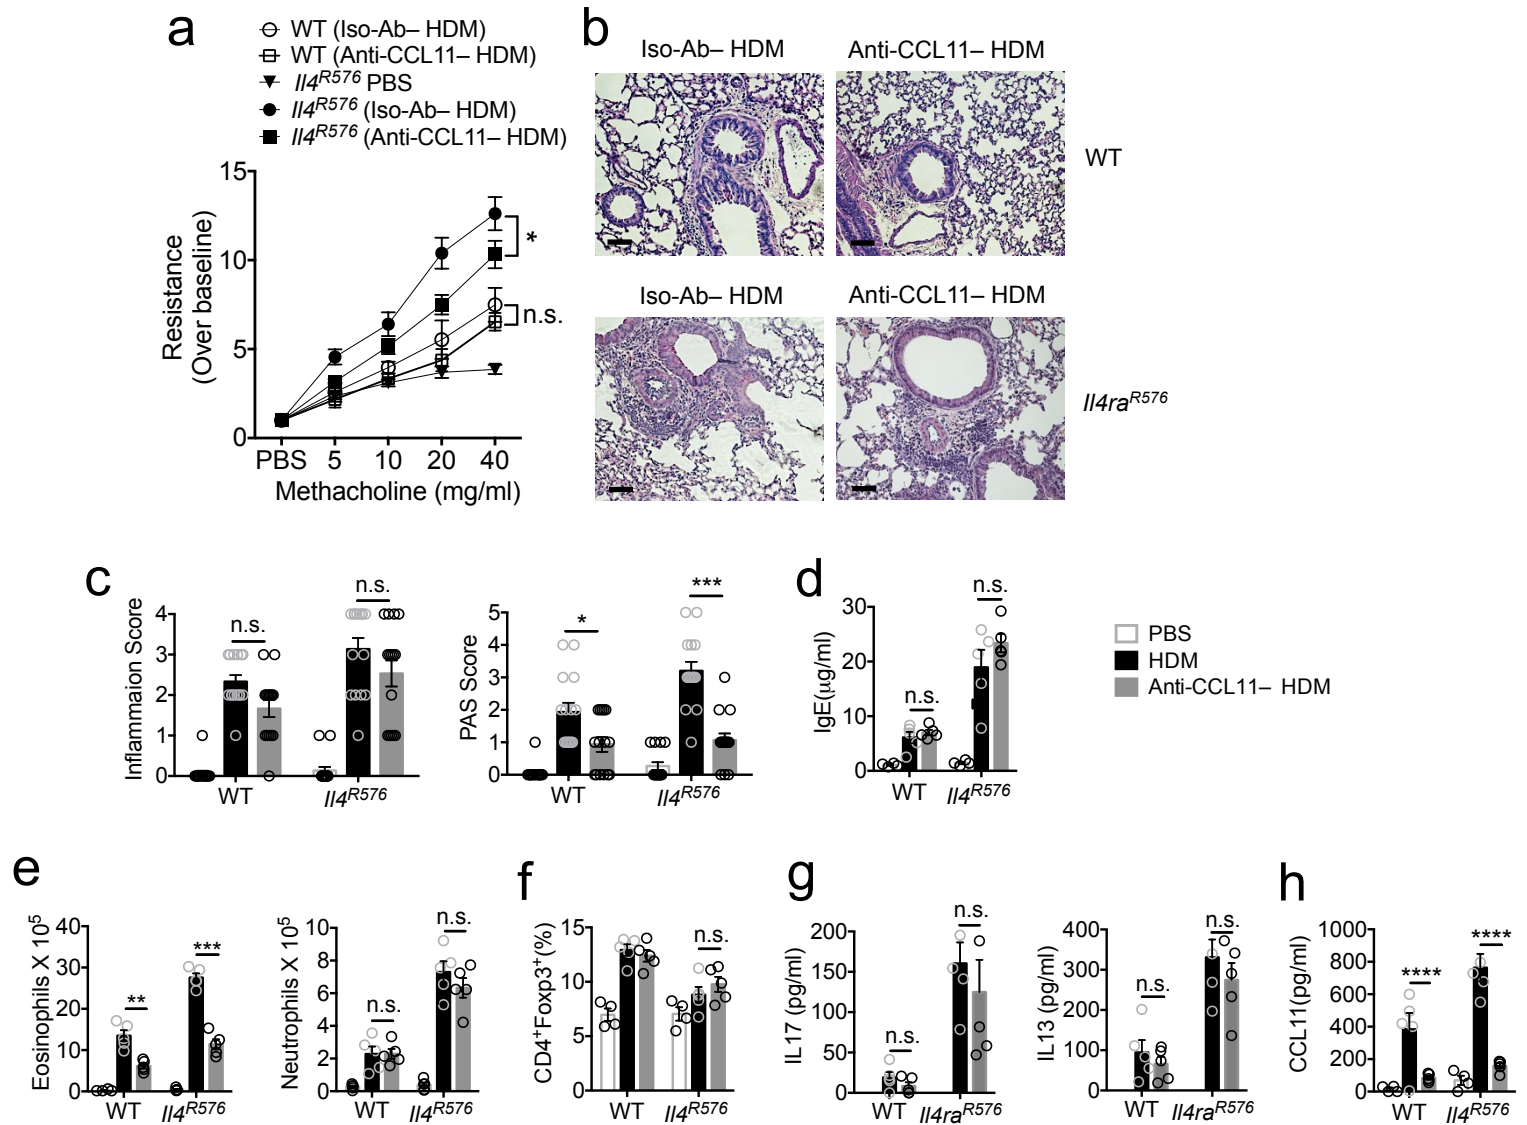 a
WT (Iso-Ab– HDM)
WT (Anti-CCL11– HDM)
Il4R576 PBS
Il4R576 (Iso-Ab– HDM)
Il4R576 (Anti-CCL11– HDM)
15
10
5
0
Resistance
(Over baseline)
*
n.s.
PBS 5 10 20 40
Methacholine (mg/ml)
b
Iso-Ab– HDM
Anti-CCL11– HDM
WT
Iso-Ab– HDM
Anti-CCL11– HDM
Il4raR576
c
Inflammaion Score
4
3
2
1
0
n.s.
n.s.
WT
Il4R576
PAS Score
5
4
3
2
1
0
*
***
WT
Il4R576
d
IgE(µg/ml)
30
20
10
0
n.s.
n.s.
WT
Il4R576
PBS
HDM
Anti-CCL11– HDM
e
Eosinophils X 10⁵
40
30
20
10
0
**
***
WT
Il4R576
Neutrophils X 10⁵
10
8
6
4
2
0
n.s.
n.s.
WT
Il4R576
f
CD4⁺Foxp3⁺(%)
15
10
5
0
n.s.
WT
Il4R576
g
IL17 (pg/ml)
200
150
100
50
0
n.s.
n.s.
WT
Il4raR576
IL13 (pg/ml)
400
300
200
100
0
n.s.
n.s.
WT
Il4raR576
h
CCL11(pg/ml)
1000
800
600
400
200
0
****
****
WT
Il4R576